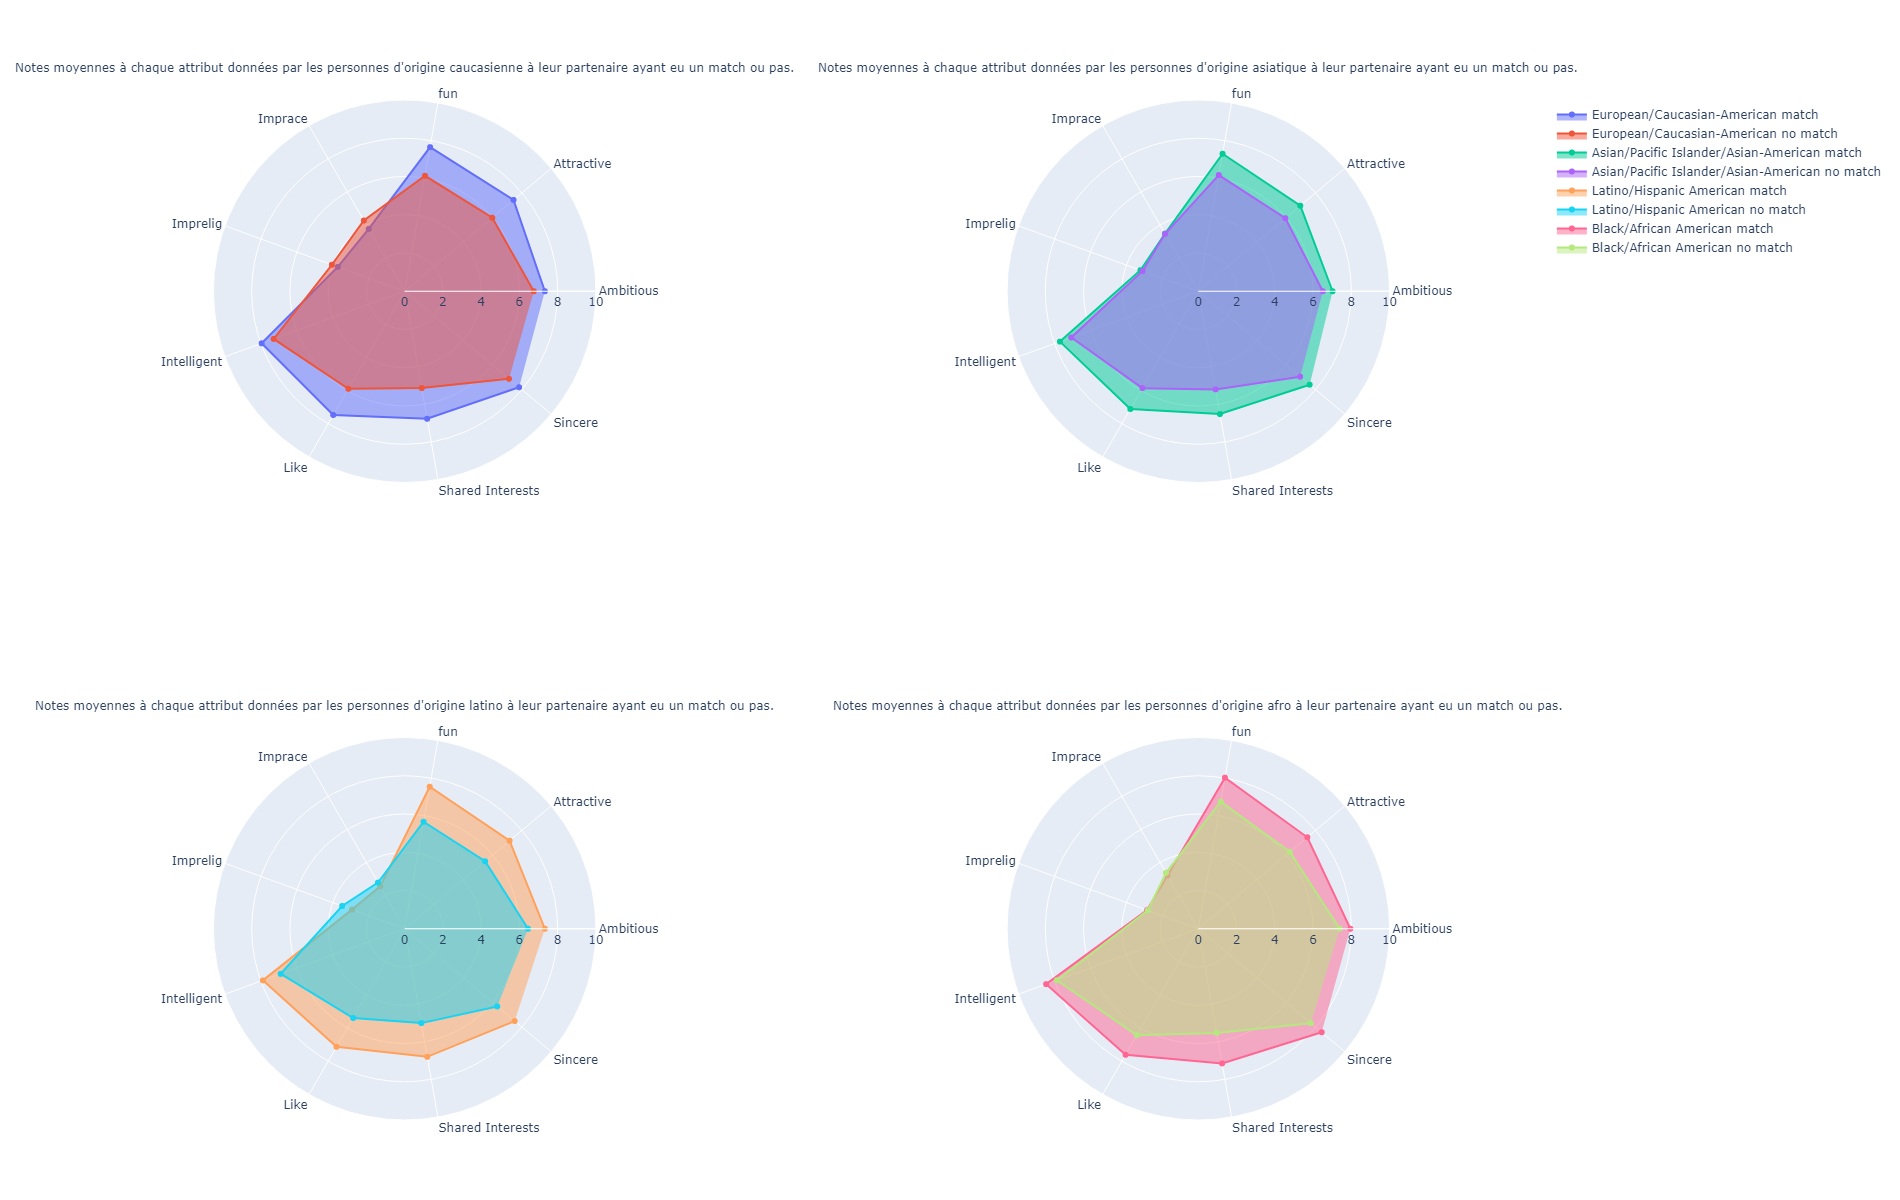 Notes moyennes à chaque attribut données par les personnes d'origine caucasienne à leur partenaire ayant eu un match ou pas.
fun
Imprace
Attractive
Imprelig
Ambitious
0 2 4 6 8 10
Intelligent
Sincere
Like
Shared Interests
Notes moyennes à chaque attribut données par les personnes d'origine asiatique à leur partenaire ayant eu un match ou pas.
fun
Imprace
Attractive
Imprelig
Ambitious
0 2 4 6 8 10
Intelligent
Sincere
Like
Shared Interests
European/Caucasian-American match
European/Caucasian-American no match
Asian/Pacific Islander/Asian-American match
Asian/Pacific Islander/Asian-American no match
Latino/Hispanic American match
Latino/Hispanic American no match
Black/African American match
Black/African American no match
Notes moyennes à chaque attribut données par les personnes d'origine latino à leur partenaire ayant eu un match ou pas.
fun
Imprace
Attractive
Imprelig
Ambitious
0 2 4 6 8 10
Intelligent
Sincere
Like
Shared Interests
Notes moyennes à chaque attribut données par les personnes d'origine afro à leur partenaire ayant eu un match ou pas.
fun
Imprace
Attractive
Imprelig
Ambitious
0 2 4 6 8 10
Intelligent
Sincere
Like
Shared Interests